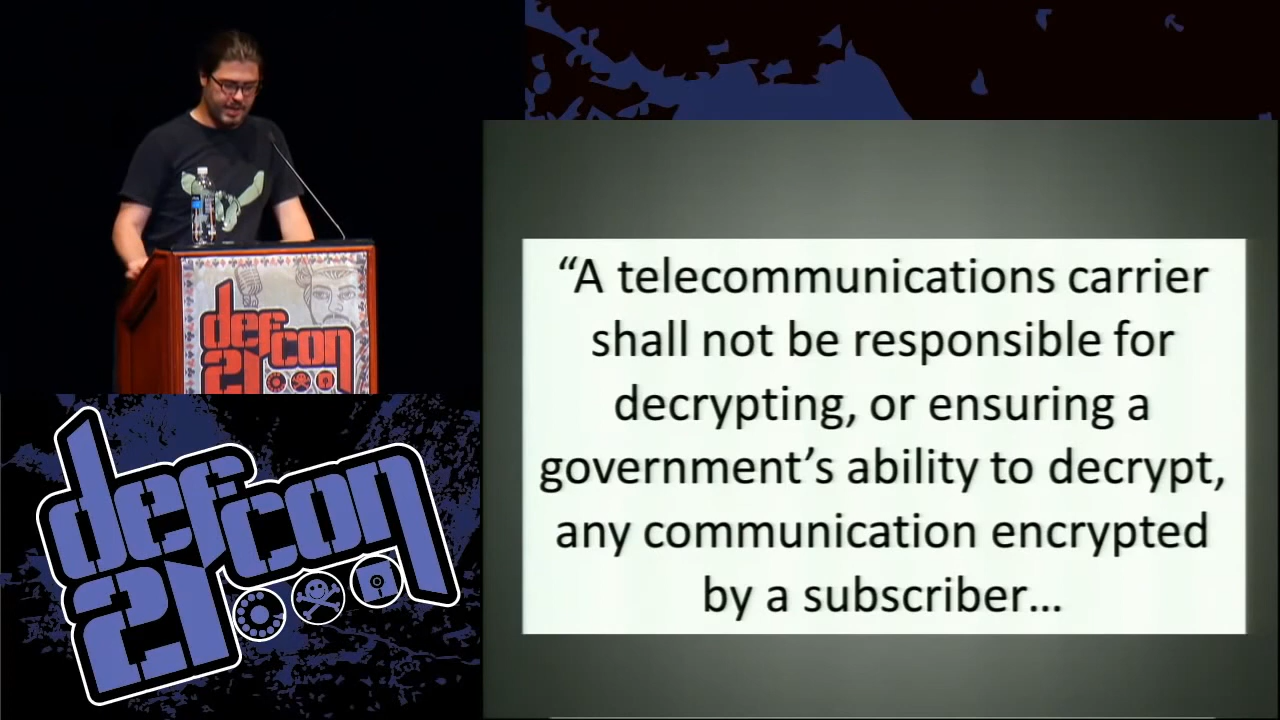 defcon
21
defcon
21
“A telecommunications carrier
shall not be responsible for
decrypting, or ensuring a
government’s ability to decrypt,
any communication encrypted
by a subscriber…